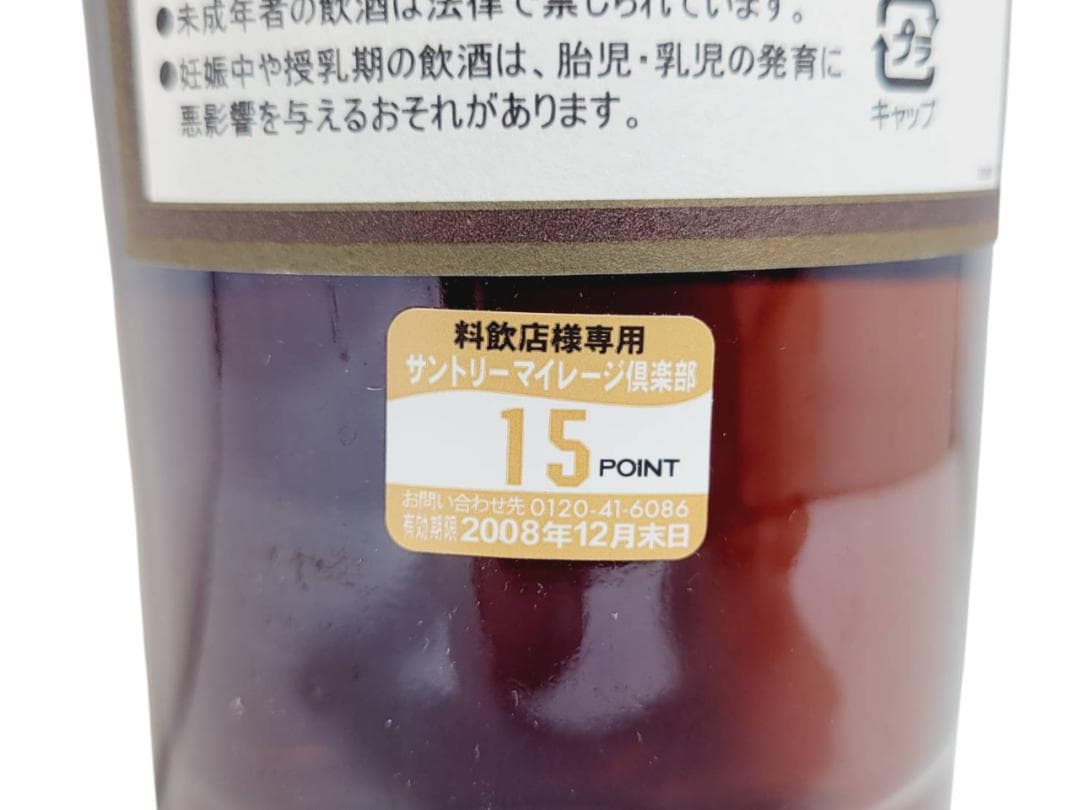 ●未成年者の飲酒は法律で禁じられています。
●妊娠中や授乳期の飲酒は、胎児・乳児の発育に
悪影響を与えるおそれがあります。
プラ
キャップ
料飲店様専用
サントリーマイレージ倶楽部
15 POINT
お問い合わせ先 0120-41-6086
有効期限 2008年12月末日